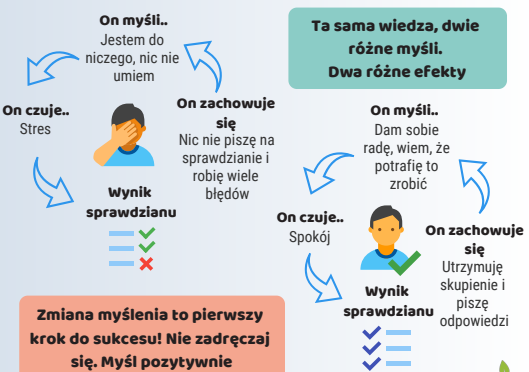 On myśli..
Jestem do
niczego, nic nie
umiem
On czuje..
Stres
On zachowuje
się
Nic nie piszę na
sprawdzianie i
robię wiele
błędów
Wynik
sprawdzianu
Ta sama wiedza, dwie
różne myśli.
Dwa różne efekty
On myśli..
Dam sobie
radę, wiem, że
potrafię to
zrobić
On czuje..
Spokój
On zachowuje
się
Utrzymuję
skupienie i
piszę
odpowiedzi
Wynik
sprawdzianu
Zmiana myślenia to pierwszy
krok do sukcesu! Nie zadręczaj
się. Myśl pozytywnie